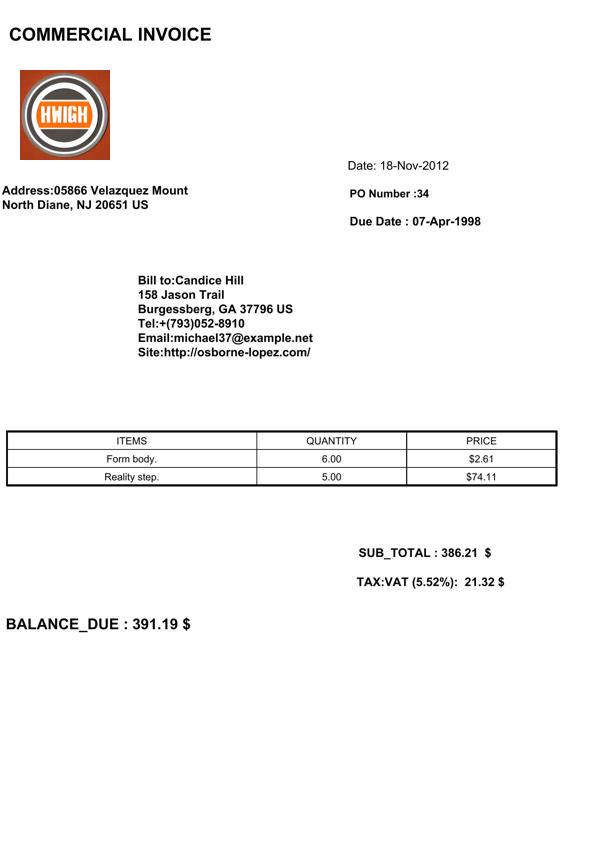 COMMERCIAL INVOICE
HWIGH
Date: 18-Nov-2012
Address:05866 Velazquez Mount
North Diane, NJ 20651 US
PO Number :34
Due Date : 07-Apr-1998
Bill to:Candice Hill
158 Jason Trail
Burgessberg, GA 37796 US
Tel:+(793)052-8910
Email:michael37@example.net
Site:http://osborne-lopez.com/
ITEMS QUANTITY PRICE
Form body. 6.00 $2.61
Reality step. 5.00 $74.11
SUB_TOTAL : 386.21 $
TAX:VAT (5.52%): 21.32 $
BALANCE_DUE : 391.19 $